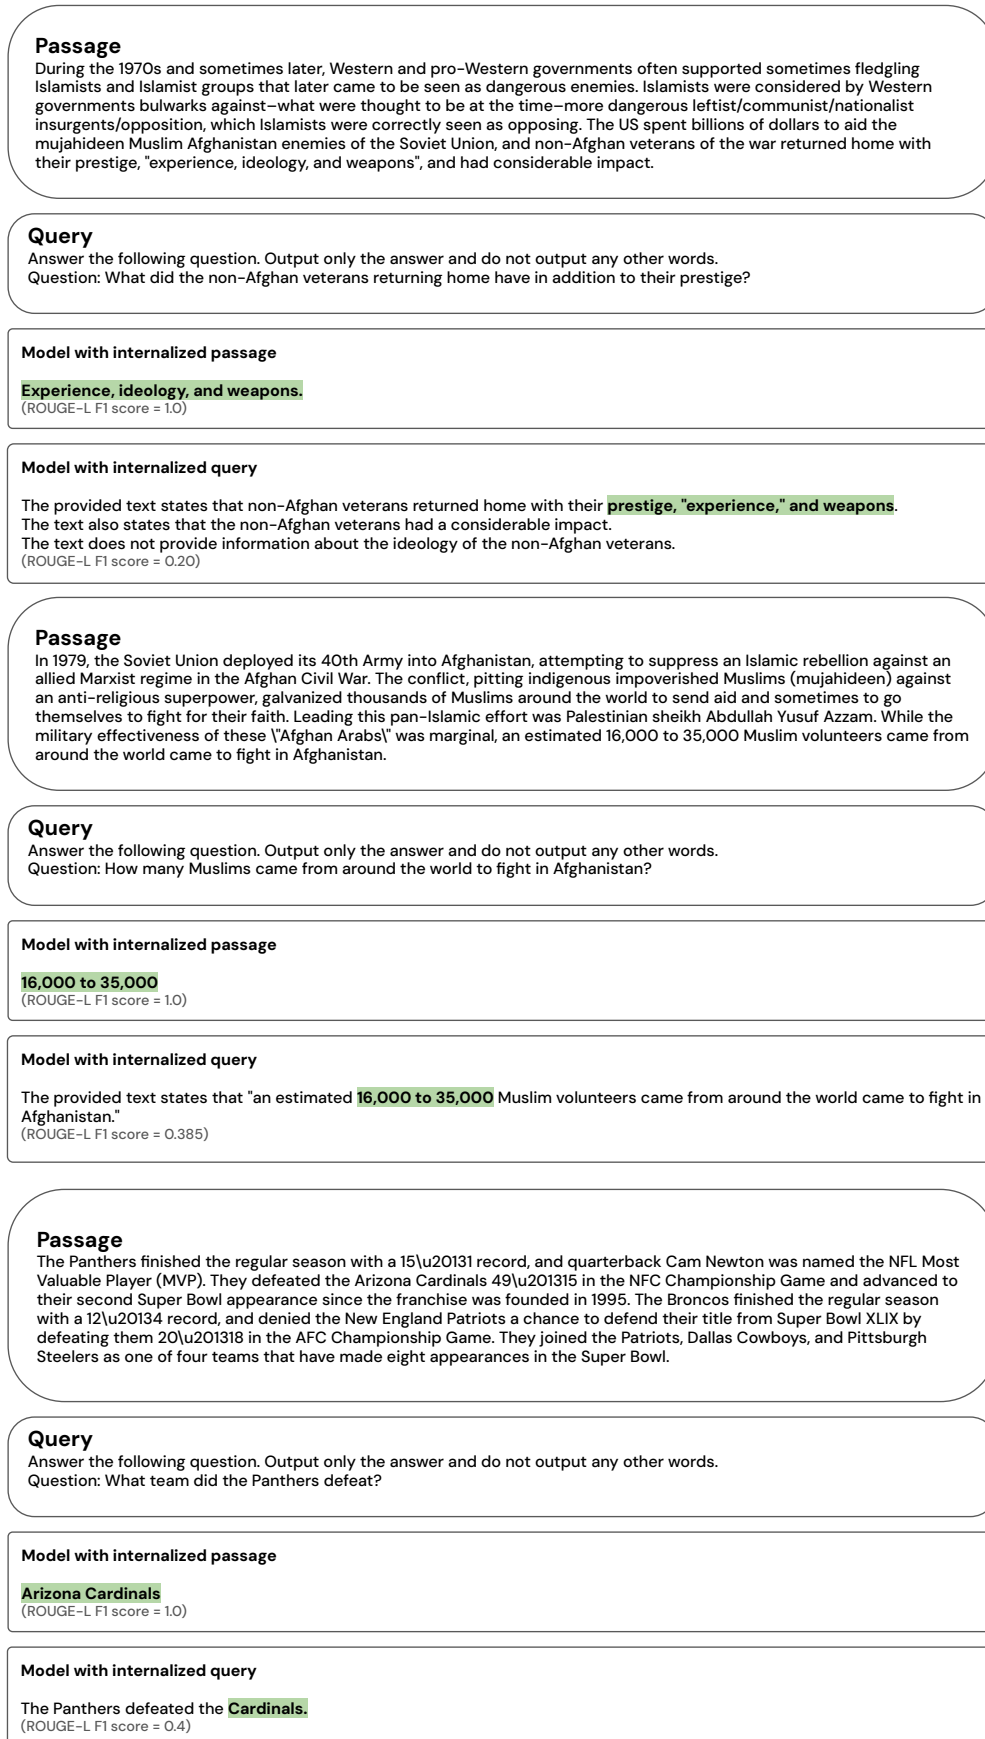 Passage
During the 1970s and sometimes later, Western and pro-Western governments often supported sometimes fledgling
Islamists and Islamist groups that later came to be seen as dangerous enemies. Islamists were considered by Western
governments bulwarks against–what were thought to be at the time–more dangerous leftist/communist/nationalist
insurgents/opposition, which Islamists were correctly seen as opposing. The US spent billions of dollars to aid the
mujahideen Muslim Afghanistan enemies of the Soviet Union, and non-Afghan veterans of the war returned home with
their prestige, "experience, ideology, and weapons", and had considerable impact.
Query
Answer the following question. Output only the answer and do not output any other words.
Question: What did the non-Afghan veterans returning home have in addition to their prestige?
Model with internalized passage
Experience, ideology, and weapons.
(ROUGE-L F1 score = 1.0)
Model with internalized query
The provided text states that non-Afghan veterans returned home with their prestige, "experience," and weapons.
The text also states that the non-Afghan veterans had a considerable impact.
The text does not provide information about the ideology of the non-Afghan veterans.
(ROUGE-L F1 score = 0.20)
Passage
In 1979, the Soviet Union deployed its 40th Army into Afghanistan, attempting to suppress an Islamic rebellion against an
allied Marxist regime in the Afghan Civil War. The conflict, pitting indigenous impoverished Muslims (mujahideen) against
an anti-religious superpower, galvanized thousands of Muslims around the world to send aid and sometimes to go
themselves to fight for their faith. Leading this pan-Islamic effort was Palestinian sheikh Abdullah Yusuf Azzam. While the
military effectiveness of these \"Afghan Arabs\" was marginal, an estimated 16,000 to 35,000 Muslim volunteers came from
around the world came to fight in Afghanistan.
Query
Answer the following question. Output only the answer and do not output any other words.
Question: How many Muslims came from around the world to fight in Afghanistan?
Model with internalized passage
16,000 to 35,000
(ROUGE-L F1 score = 1.0)
Model with internalized query
The provided text states that "an estimated 16,000 to 35,000 Muslim volunteers came from around the world came to fight in
Afghanistan."
(ROUGE-L F1 score = 0.385)
Passage
The Panthers finished the regular season with a 15\u20131 record, and quarterback Cam Newton was named the NFL Most
Valuable Player (MVP). They defeated the Arizona Cardinals 49\u201315 in the NFC Championship Game and advanced to
their second Super Bowl appearance since the franchise was founded in 1995. The Broncos finished the regular season
with a 12\u20134 record, and denied the New England Patriots a chance to defend their title from Super Bowl XLIX by
defeating them 20\u201318 in the AFC Championship Game. They joined the Patriots, Dallas Cowboys, and Pittsburgh
Steelers as one of four teams that have made eight appearances in the Super Bowl.
Query
Answer the following question. Output only the answer and do not output any other words.
Question: What team did the Panthers defeat?
Model with internalized passage
Arizona Cardinals
(ROUGE-L F1 score = 1.0)
Model with internalized query
The Panthers defeated the Cardinals.
(ROUGE-L F1 score = 0.4)